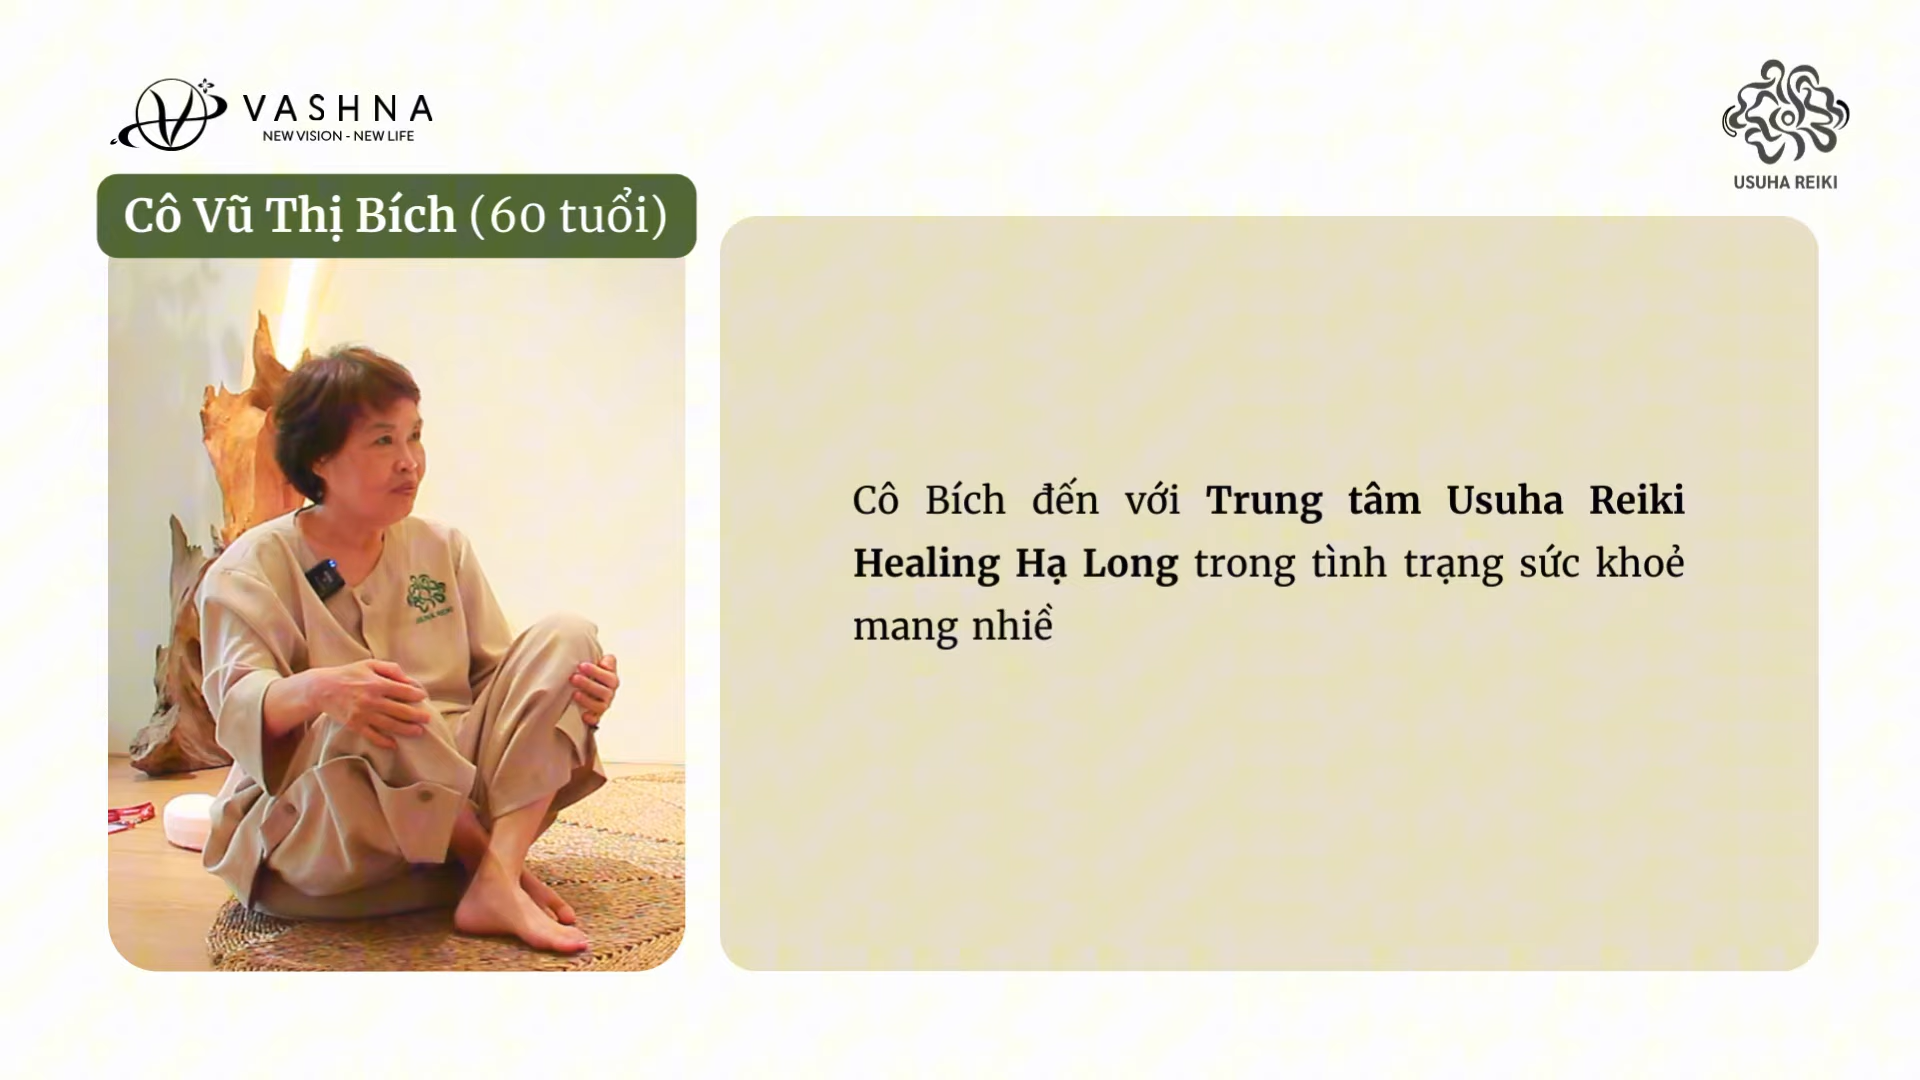 VASHNA
NEW VISION - NEW LIFE
USUHA REIKI
Cô Vũ Thị Bích (60 tuổi)
Cô Bích đến với Trung tâm Usuha Reiki
Healing Hạ Long trong tình trạng sức khoẻ
mang nhiề